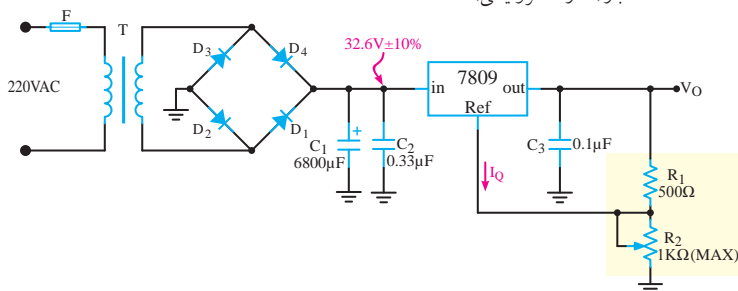 F
T
D3
D4
32.6V±10%
220VAC
in
7809
out
VO
Ref
D2
D1
+
C1
6800µF
C2
0.33µF
C3
0.1µF
IQ
R1
500Ω
R2
1KΩ(MAX)